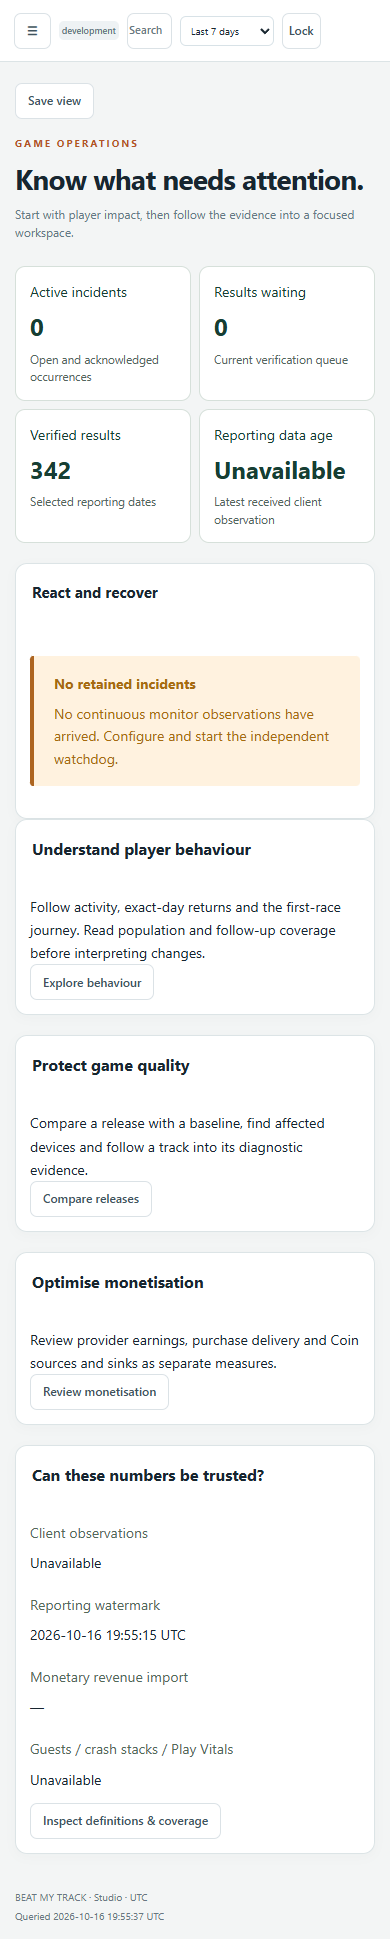 ☰ development Search Last 7 days Lock
Save view
GAME OPERATIONS
Know what needs attention.
Start with player impact, then follow the evidence into a focused
workspace.
Active incidents
0
Open and acknowledged
occurrences
Results waiting
0
Current verification queue
Verified results
342
Selected reporting dates
Reporting data age
Unavailable
Latest received client
observation
React and recover
No retained incidents
No continuous monitor observations have
arrived. Configure and start the independent
watchdog.
Understand player behaviour
Follow activity, exact-day returns and the first-race
journey. Read population and follow-up coverage
before interpreting changes.
Explore behaviour
Protect game quality
Compare a release with a baseline, find affected
devices and follow a track into its diagnostic
evidence.
Compare releases
Optimise monetisation
Review provider earnings, purchase delivery and Coin
sources and sinks as separate measures.
Review monetisation
Can these numbers be trusted?
Client observations
Unavailable
Reporting watermark
2026-10-16 19:55:15 UTC
Monetary revenue import
—
Guests / crash stacks / Play Vitals
Unavailable
Inspect definitions & coverage
BEAT MY TRACK · Studio · UTC
Queried 2026-10-16 19:55:37 UTC